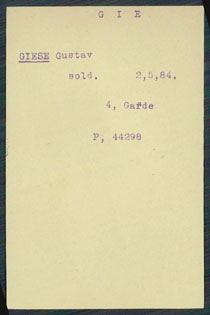 G I E
GIESE Gustav
sold. 2,5,84.
4, Garde
P, 44298